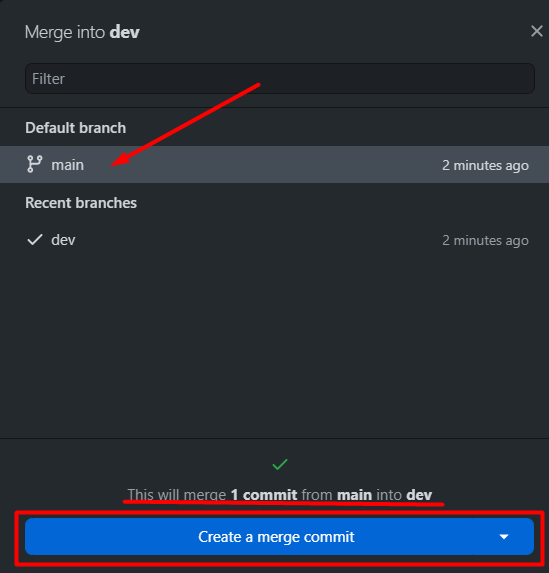 Merge into dev
Filter
Default branch
main 2 minutes ago
Recent branches
dev 2 minutes ago
This will merge 1 commit from main into dev
Create a merge commit